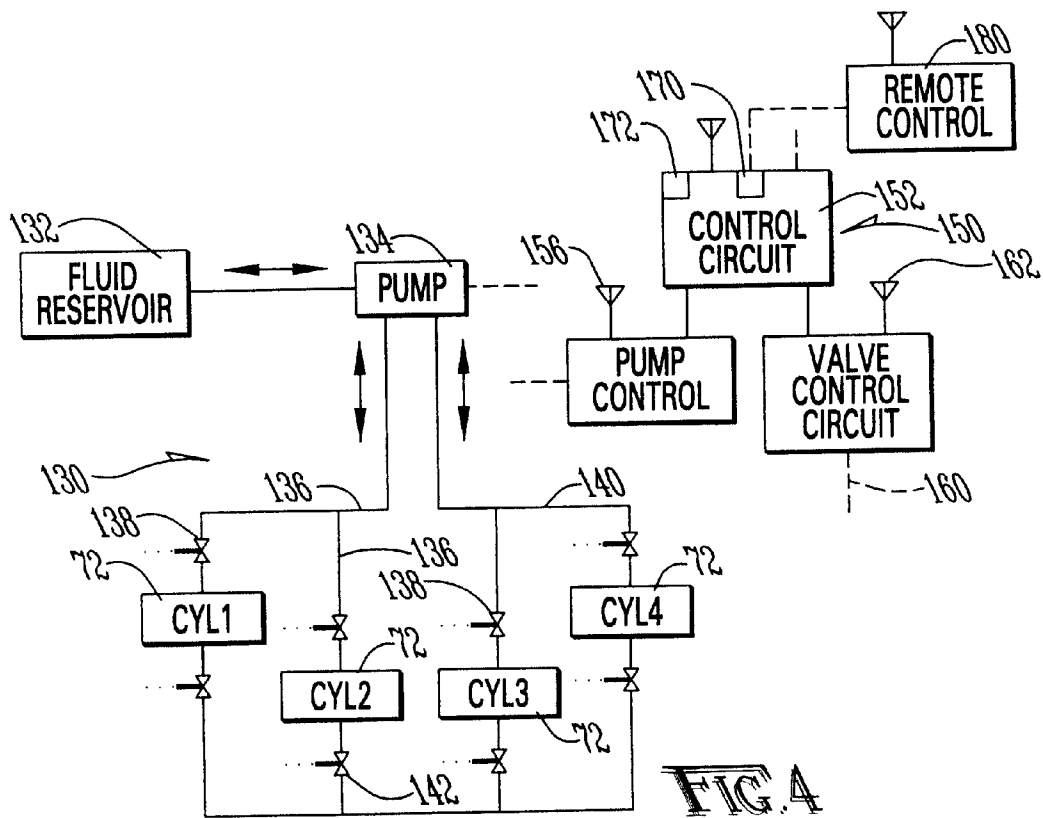 180
REMOTE
CONTROL
170
172
152
CONTROL
CIRCUIT
150
132
FLUID
RESERVOIR
134
PUMP
156
162
PUMP
CONTROL
VALVE
CONTROL
CIRCUIT
160
130
136
140
138
136
72
CYL1
138
72
CYL4
72
CYL2
CYL3
72
142
FIG. 4